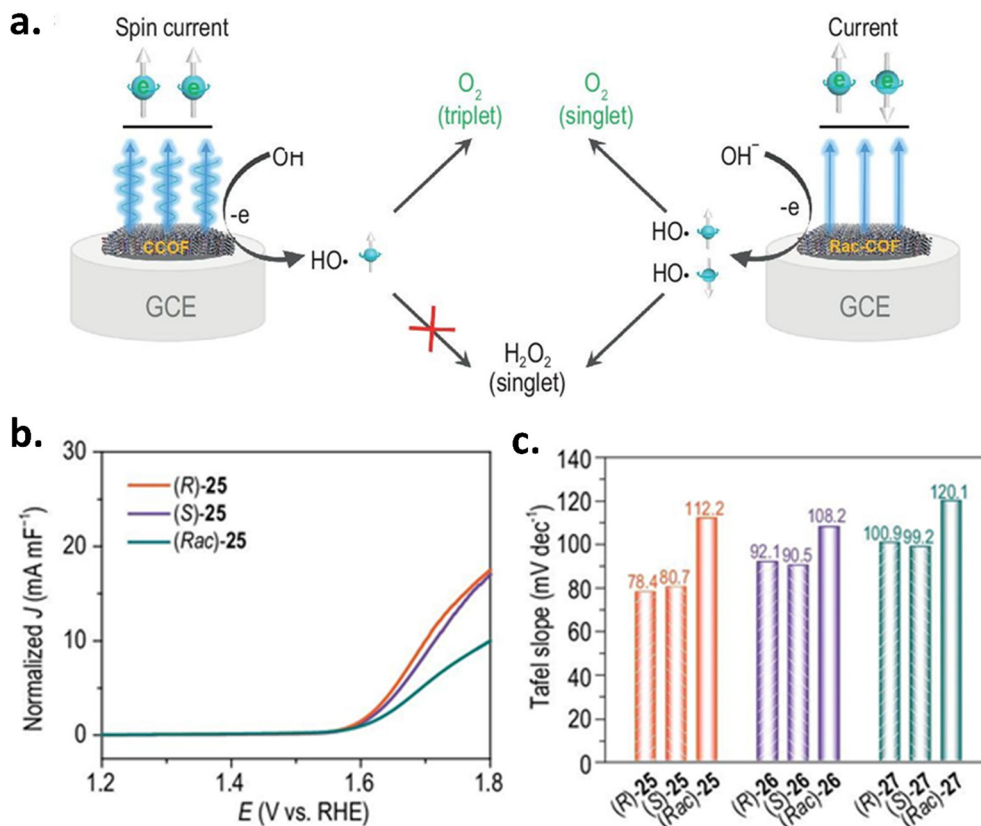 a.
Spin current
Current
e e
e e
O₂
(triplet)
O₂
(singlet)
OH
-e
CCOF
GCE
HO•
OH⁻
-e
Rac-COF
GCE
HO•
HO•
H₂O₂
(singlet)
b.
Normalized J (mA mF⁻¹)
30
20
10
0
(R)-25
(S)-25
(Rac)-25
1.2 1.4 1.6 1.8
E (V vs. RHE)
c.
Tafel slope (mV dec⁻¹)
140
120
100
80
60
40
20
0
78.4 80.7 112.2
92.1 90.5 108.2
100.9 99.2 120.1
(R)-25 (S)-25 (Rac)-25 (R)-26 (S)-26 (Rac)-26 (R)-27 (S)-27 (Rac)-27